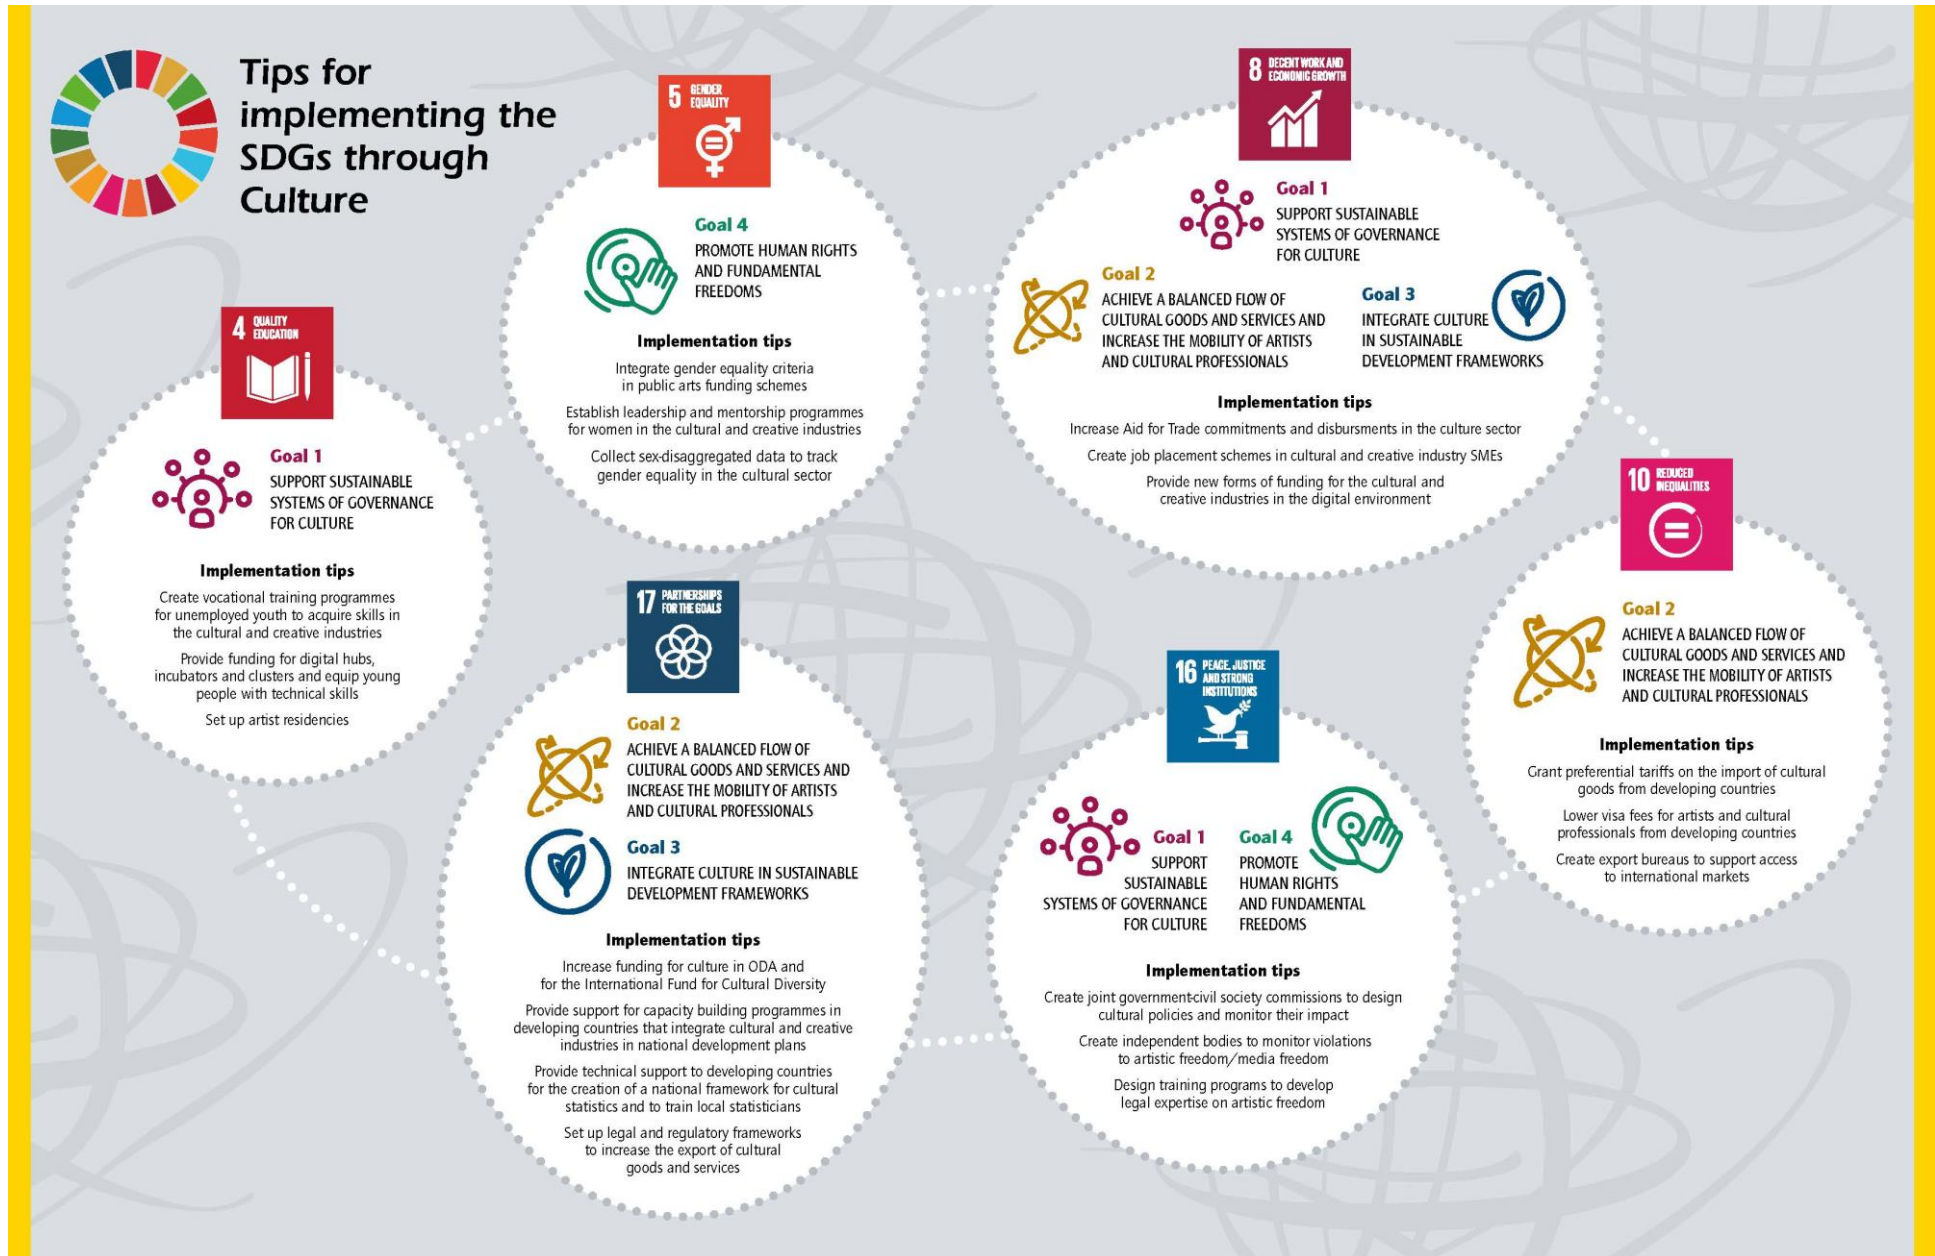 Tips for
implementing the
SDGs through
Culture
4 QUALITY
EDUCATION
Goal 1
SUPPORT SUSTAINABLE
SYSTEMS OF GOVERNANCE
FOR CULTURE
Implementation tips
Create vocational training programmes
for unemployed youth to acquire skills in
the cultural and creative industries
Provide funding for digital hubs,
incubators and clusters and equip young
people with technical skills
Set up artist residencies
5 GENDER
EQUALITY
Goal 4
PROMOTE HUMAN RIGHTS
AND FUNDAMENTAL
FREEDOMS
Implementation tips
Integrate gender equality criteria
in public arts funding schemes
Establish leadership and mentorship programmes
for women in the cultural and creative industries
Collect sex-disaggregated data to track
gender equality in the cultural sector
8 DECENT WORK AND
ECONOMIC GROWTH
Goal 1
SUPPORT SUSTAINABLE
SYSTEMS OF GOVERNANCE
FOR CULTURE
Goal 2
ACHIEVE A BALANCED FLOW OF
CULTURAL GOODS AND SERVICES AND
INCREASE THE MOBILITY OF ARTISTS
AND CULTURAL PROFESSIONALS
Goal 3
INTEGRATE CULTURE
IN SUSTAINABLE
DEVELOPMENT FRAMEWORKS
Implementation tips
Increase Aid for Trade commitments and disbursments in the culture sector
Create job placement schemes in cultural and creative industry SMEs
Provide new forms of funding for the cultural and
creative industries in the digital environment
10 REDUCED
INEQUALITIES
Goal 2
ACHIEVE A BALANCED FLOW OF
CULTURAL GOODS AND SERVICES AND
INCREASE THE MOBILITY OF ARTISTS
AND CULTURAL PROFESSIONALS
Implementation tips
Grant preferential tariffs on the import of cultural
goods from developing countries
Lower visa fees for artists and cultural
professionals from developing countries
Create export bureaus to support access
to international markets
16 PEACE, JUSTICE
AND STRONG
INSTITUTIONS
Goal 1
SUPPORT
SUSTAINABLE
SYSTEMS OF GOVERNANCE
FOR CULTURE
Goal 4
PROMOTE
HUMAN RIGHTS
AND FUNDAMENTAL
FREEDOMS
Implementation tips
Create joint government-civil society commissions to design
cultural policies and monitor their impact
Create independent bodies to monitor violations
to artistic freedom/media freedom
Design training programs to develop
legal expertise on artistic freedom
17 PARTNERSHIPS
FOR THE GOALS
Goal 2
ACHIEVE A BALANCED FLOW OF
CULTURAL GOODS AND SERVICES AND
INCREASE THE MOBILITY OF ARTISTS
AND CULTURAL PROFESSIONALS
Goal 3
INTEGRATE CULTURE IN SUSTAINABLE
DEVELOPMENT FRAMEWORKS
Implementation tips
Increase funding for culture in ODA and
for the International Fund for Cultural Diversity
Provide support for capacity building programmes in
developing countries that integrate cultural and creative
industries in national development plans
Provide technical support to developing countries
for the creation of a national framework for cultural
statistics and to train local statisticians
Set up legal and regulatory frameworks
to increase the export of cultural
goods and services